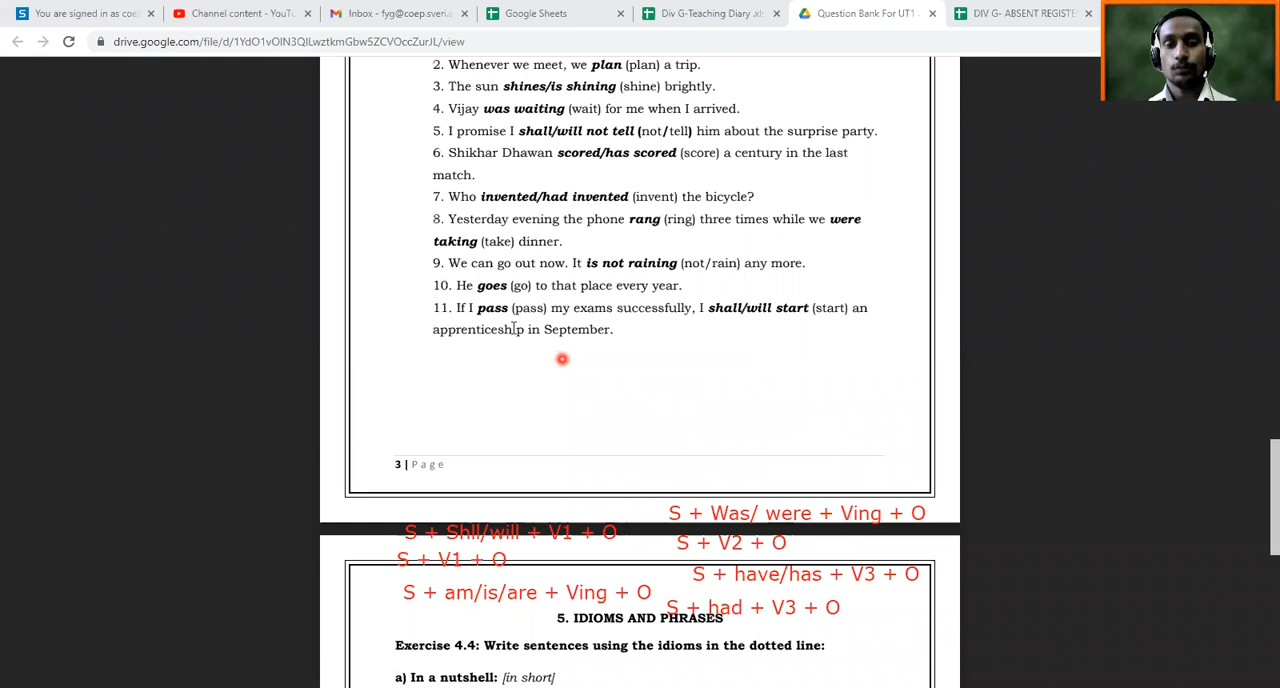 You are signed in as coe
Channel content - YouTu
Inbox - fyg@coep.sveri.a
Google Sheets
Div G-Teaching Diary .xls
Question Bank For UT1
DIV G- ABSENT REGISTE
drive.google.com/file/d/1YdO1vOIN3QILwztkmGbw5ZCVOccZurJL/view
2. Whenever we meet, we plan (plan) a trip.
3. The sun shines/is shining (shine) brightly.
4. Vijay was waiting (wait) for me when I arrived.
5. I promise I shall/will not tell (not/tell) him about the surprise party.
6. Shikhar Dhawan scored/has scored (score) a century in the last
match.
7. Who invented/had invented (invent) the bicycle?
8. Yesterday evening the phone rang (ring) three times while we were
taking (take) dinner.
9. We can go out now. It is not raining (not/rain) any more.
10. He goes (go) to that place every year.
11. If I pass (pass) my exams successfully, I shall/will start (start) an
apprenticeship in September.
3 | Page
S + Was/ were + Ving + O
S + Shll/will + V1 + O
S + V2 + O
S + V1 + O
S + have/has + V3 + O
S + am/is/are + Ving + O
S + had + V3 + O
5. IDIOMS AND PHRASES
Exercise 4.4: Write sentences using the idioms in the dotted line:
a) In a nutshell: [in short]